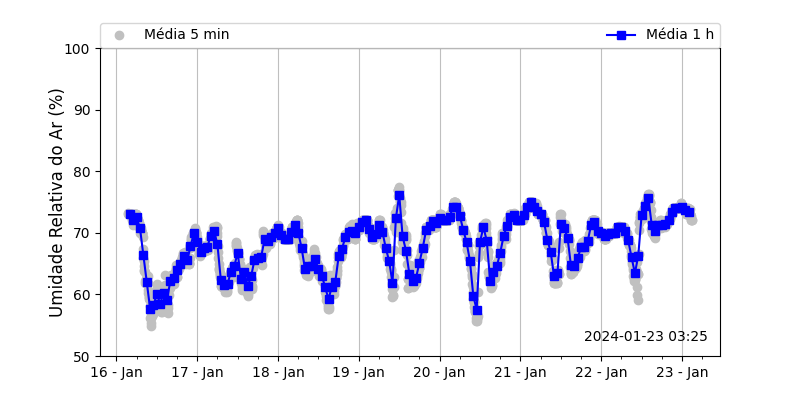 Média 5 min
Média 1 h
Umidade Relativa do Ar (%)
100
90
80
70
60
50
2024-01-23 03:25
16 - Jan
17 - Jan
18 - Jan
19 - Jan
20 - Jan
21 - Jan
22 - Jan
23 - Jan